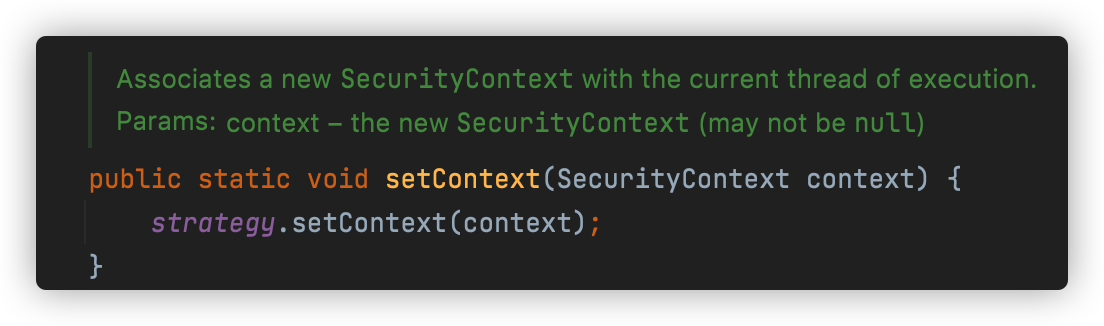 Associates a new SecurityContext with the current thread of execution.
Params: context – the new SecurityContext (may not be null)
public static void setContext(SecurityContext context) {
    strategy.setContext(context);
}